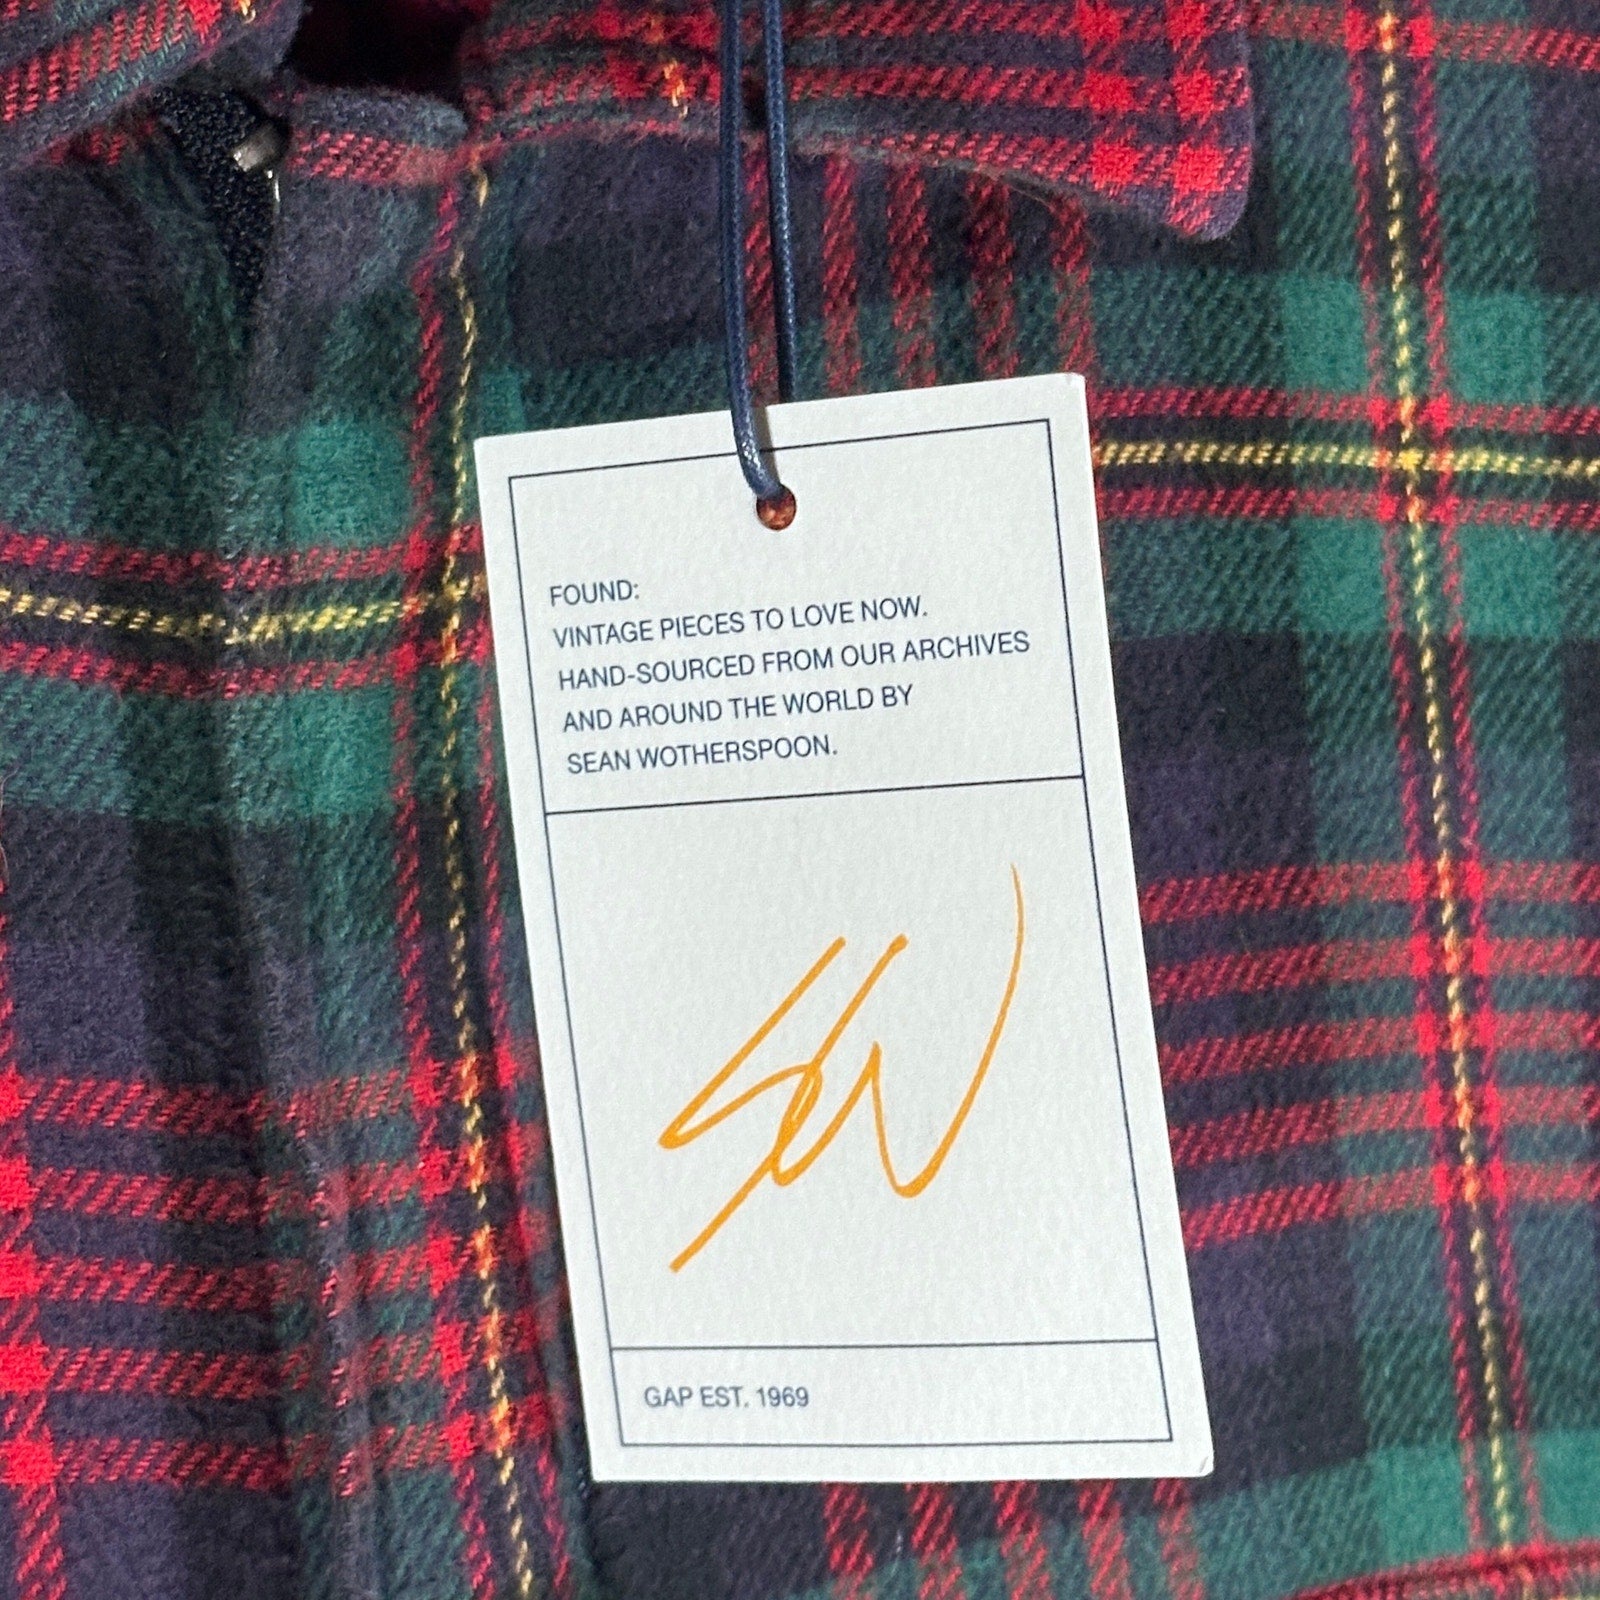 FOUND:
VINTAGE PIECES TO LOVE NOW.
HAND-SOURCED FROM OUR ARCHIVES
AND AROUND THE WORLD BY
SEAN WOTHERSPOON.
GAP EST. 1969